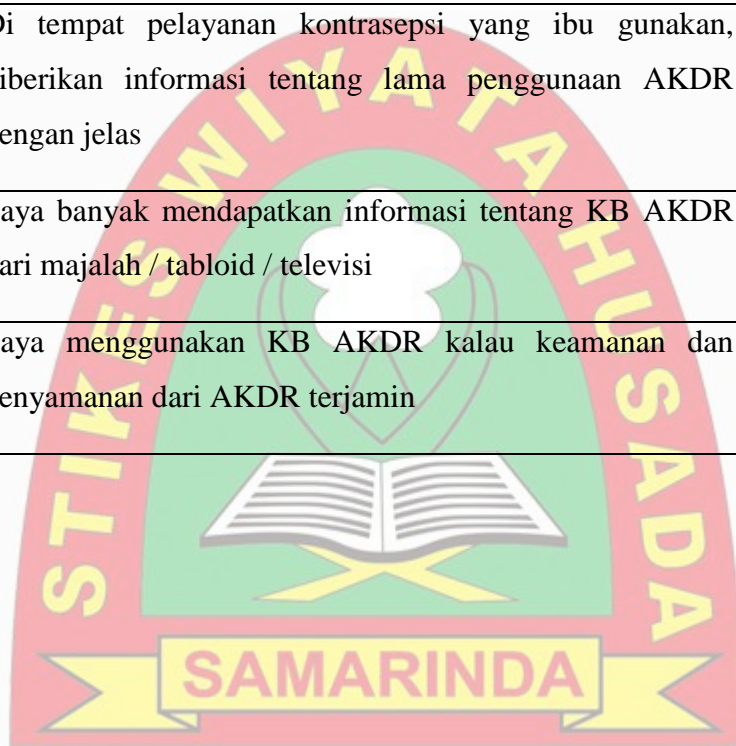 Di tempat pelayanan kontrasepsi yang ibu gunakan,
iberikan informasi tentang lama penggunaan AKDR
engan jelas
aya banyak mendapatkan informasi tentang KB AKDR
ari majalah / tabloid / televisi
aya menggunakan KB AKDR kalau keamanan dan
enyamanan dari AKDR terjamin
STIKES WIYATA HUSADA
SAMARINDA